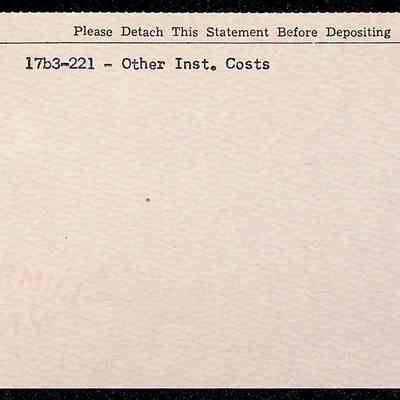 Please Detach This Statement Before Depositing
17b3-221 - Other Inst. Costs